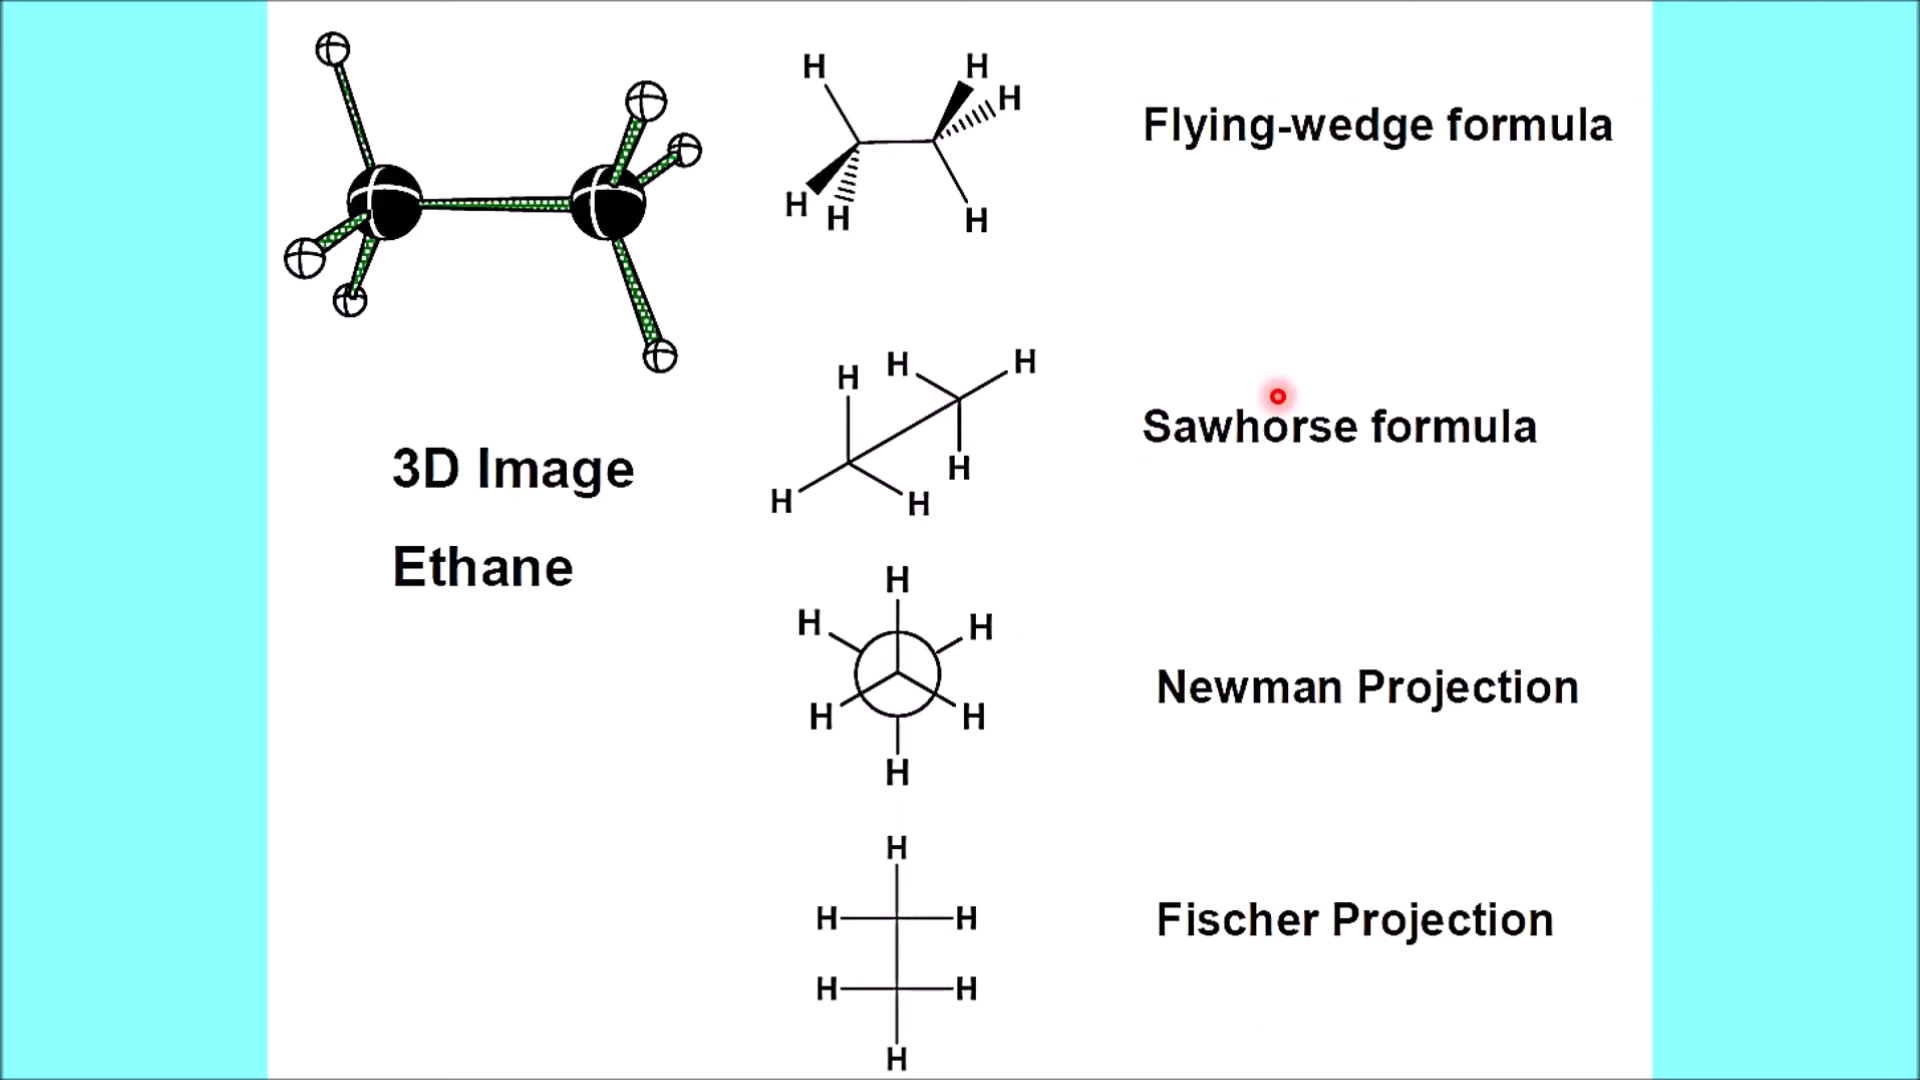 H
H
H
H
H
H
Flying-wedge formula
H
H
H
H
H
H
Sawhorse formula
3D Image
Ethane
H
H
H
H
H
H
Newman Projection
H
H H
H H
H
Fischer Projection